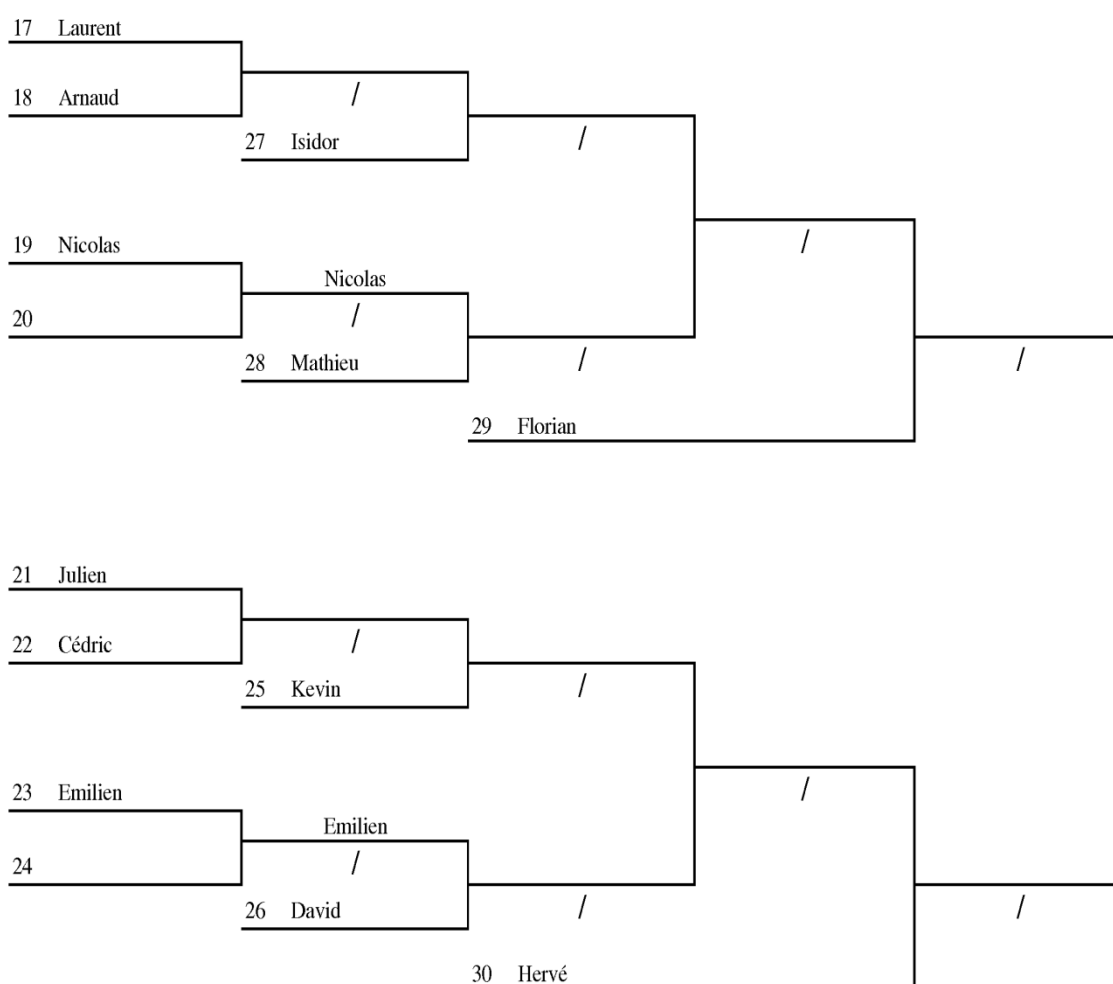 17 Laurent
/
18 Arnaud
/
27 Isidor
/
19 Nicolas
Nicolas
/
20
/
/
28 Mathieu
29 Florian
21 Julien
/
22 Cédric
/
25 Kevin
/
23 Emilien
Emilien
/
24
/
/
26 David
30 Hervé